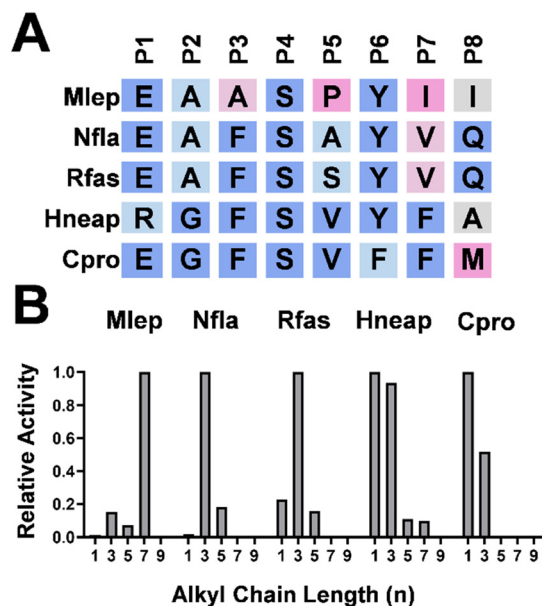 A
P1 P2 P3 P4 P5 P6 P7 P8
Mlep E A A S P Y I I
Nfla E A F S A Y V Q
Rfas E A F S S Y V Q
Hneap R G F S V Y F A
Cpro E G F S V F F M
B
Mlep Nfla Rfas Hneap Cpro
Relative Activity
1.0
0.8
0.6
0.4
0.2
0.0
1 3 5 7 9 1 3 5 7 9 1 3 5 7 9 1 3 5 7 9 1 3 5 7 9
Alkyl Chain Length (n)